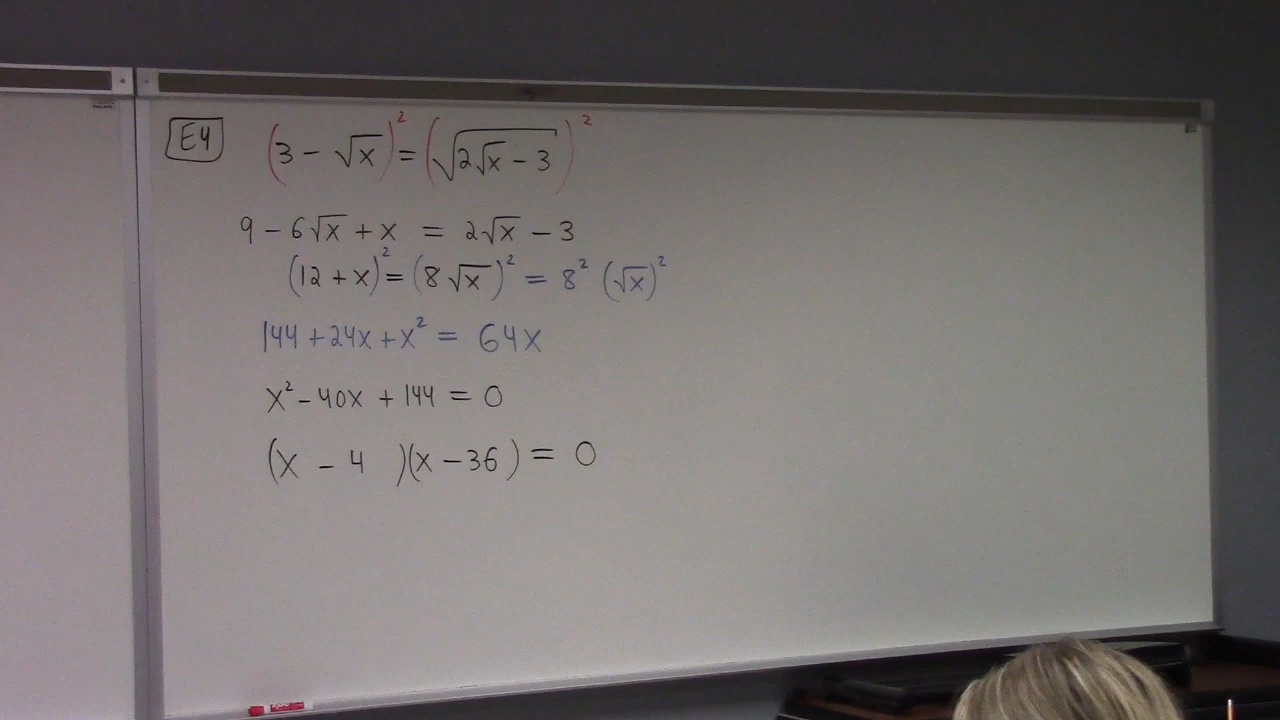 E4 (3 - √x)² = (√(2√x - 3))²
9 - 6√x + x = 2√x - 3
(12 + x)² = (8√x)² = 8² (√x)²
144 + 24x + x² = 64x
x² - 40x + 144 = 0
(x - 4 )(x - 36) = 0